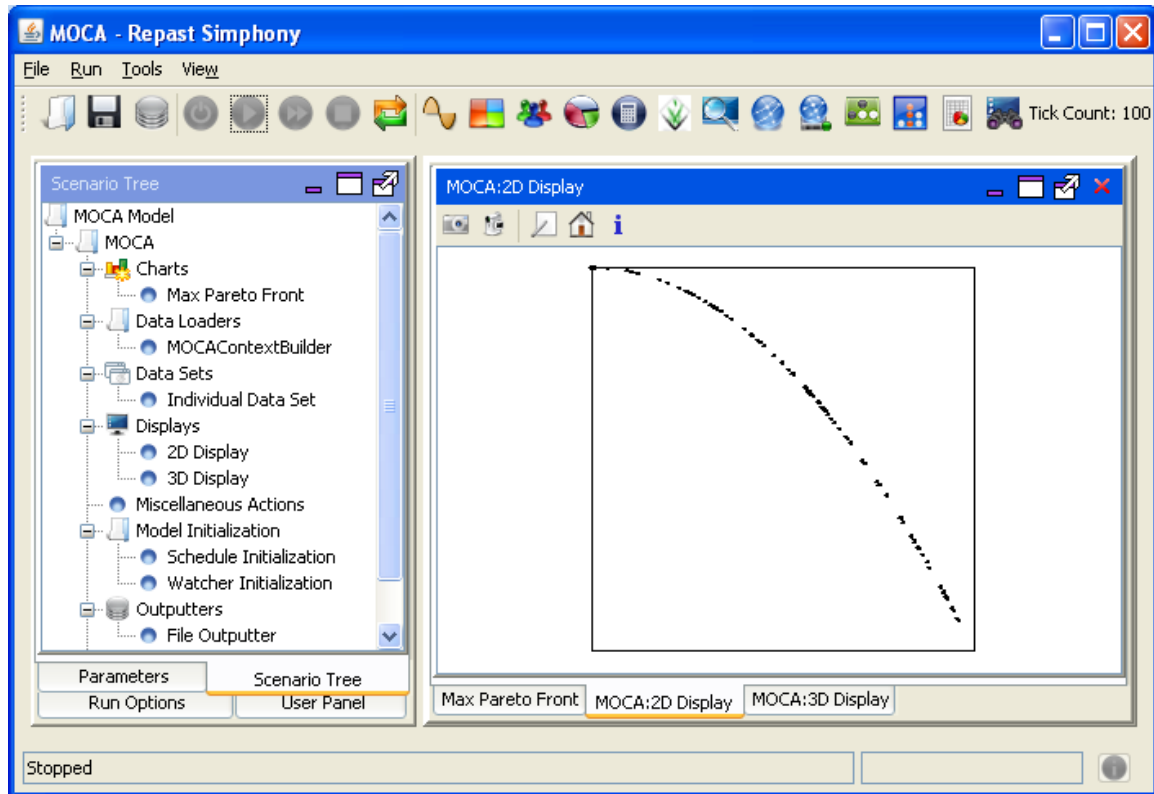 MOCA - Repast Simphony
File Run Tools View
Tick Count: 100
Scenario Tree
MOCA Model
MOCA
Charts
Max Pareto Front
Data Loaders
MOCAContextBuilder
Data Sets
Individual Data Set
Displays
2D Display
3D Display
Miscellaneous Actions
Model Initialization
Schedule Initialization
Watcher Initialization
Outputters
File Outputter
Parameters Scenario Tree
Run Options User Panel
MOCA:2D Display
i
Max Pareto Front MOCA:2D Display MOCA:3D Display
Stopped